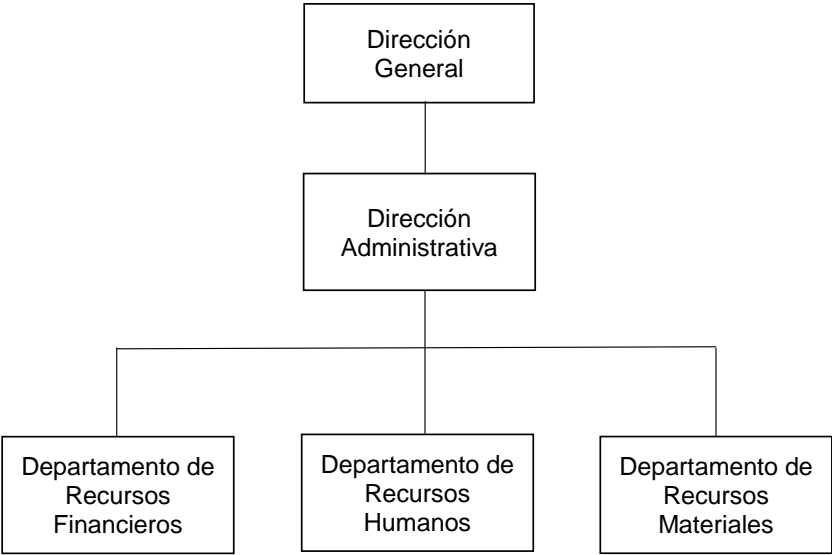 Dirección
General
Dirección
Administrativa
Departamento de
Recursos
Financieros
Departamento de
Recursos
Humanos
Departamento de
Recursos
Materiales